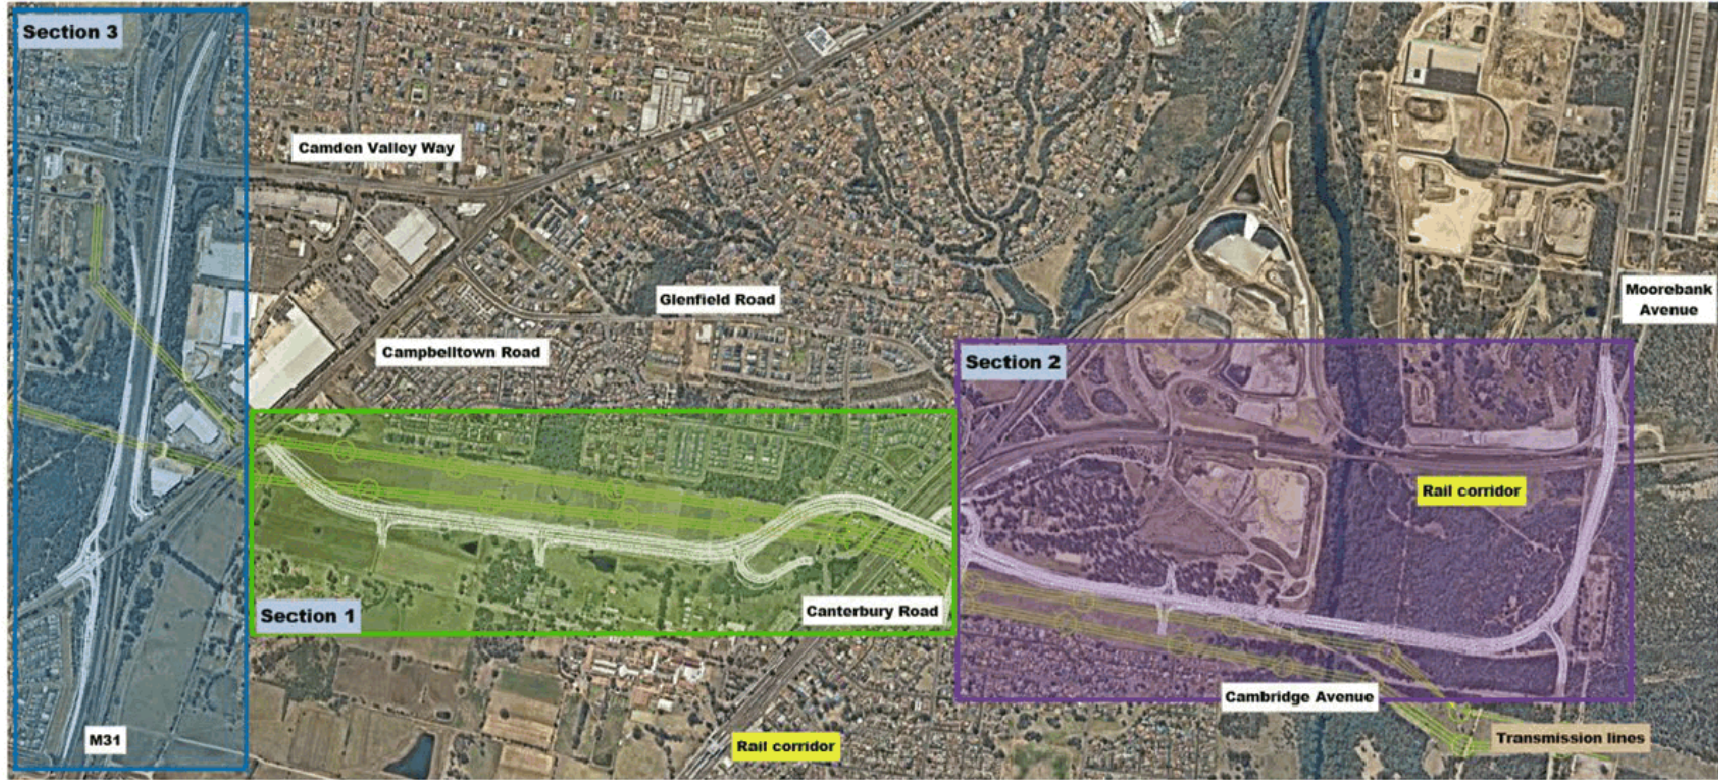 Section 3
Camden Valley Way
Glenfield Road
Moorebank
Avenue
Campbelltown Road
Section 2
Rail corridor
Section 1
Canterbury Road
Cambridge Avenue
M31
Rail corridor
Transmission lines